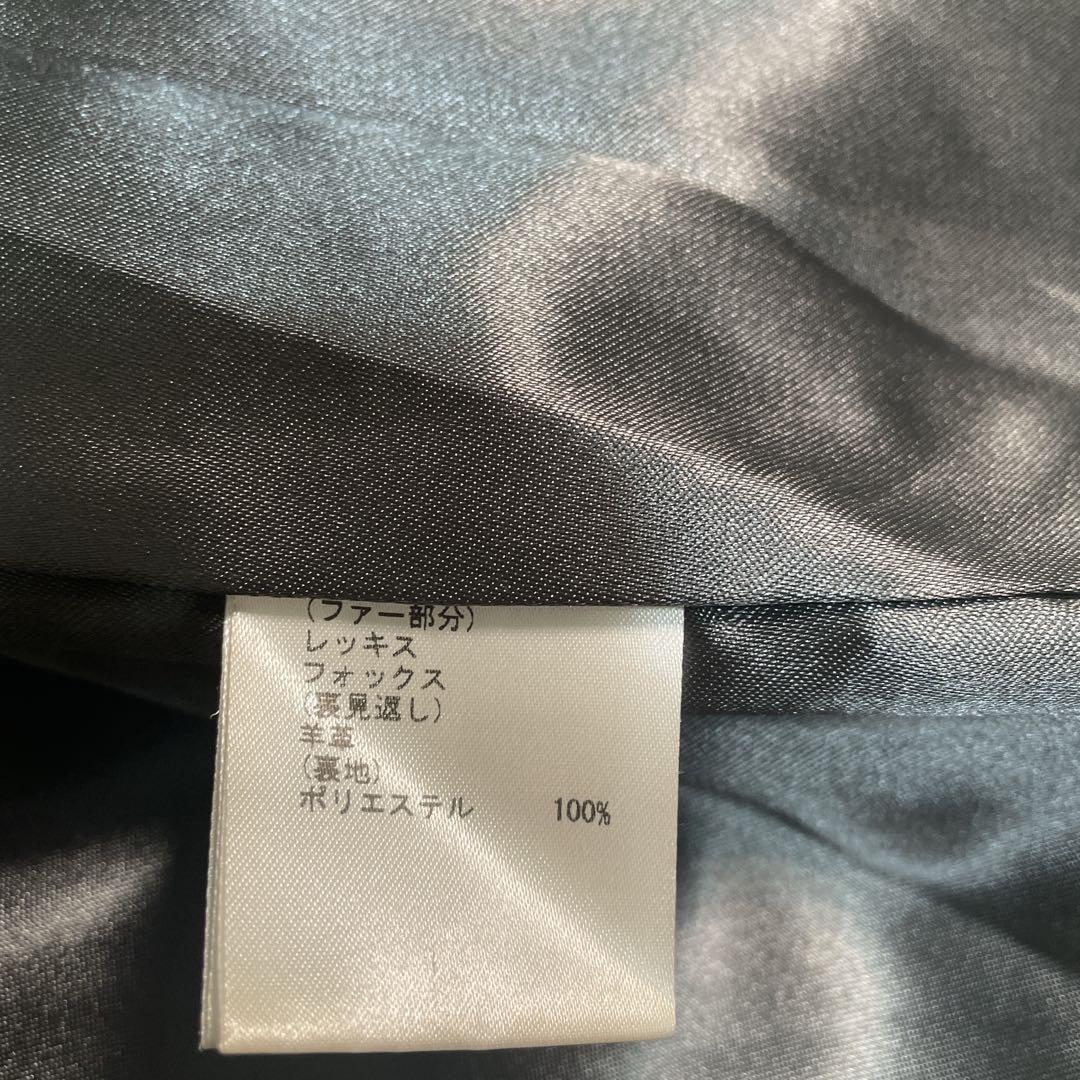 (ファー部分)
レッキス
フォックス
(裏見返し)
羊革
(裏地)
ポリエステル 100%